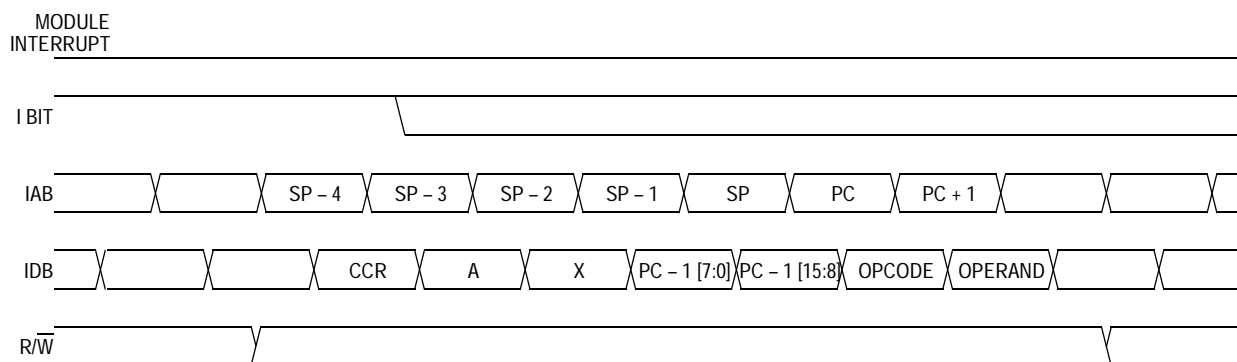 MODULE
INTERRUPT
I BIT
IAB SP – 4 SP – 3 SP – 2 SP – 1 SP PC PC + 1
IDB CCR A X PC – 1 [7:0] PC – 1 [15:8] OPCODE OPERAND
R/W̅